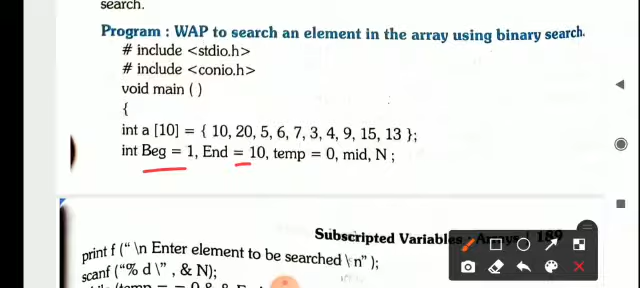 search.
Program : WAP to search an element in the array using binary search.
# include <stdio.h>
# include <conio.h>
void main ( )
{
int a [10] = { 10, 20, 5, 6, 7, 3, 4, 9, 15, 13 };
int Beg = 1, End = 10, temp = 0, mid, N ;
Subscripted Variables : Arrays 189
print f (“ \n Enter element to be searched \ n” );
scanf (“% d \” , & N);